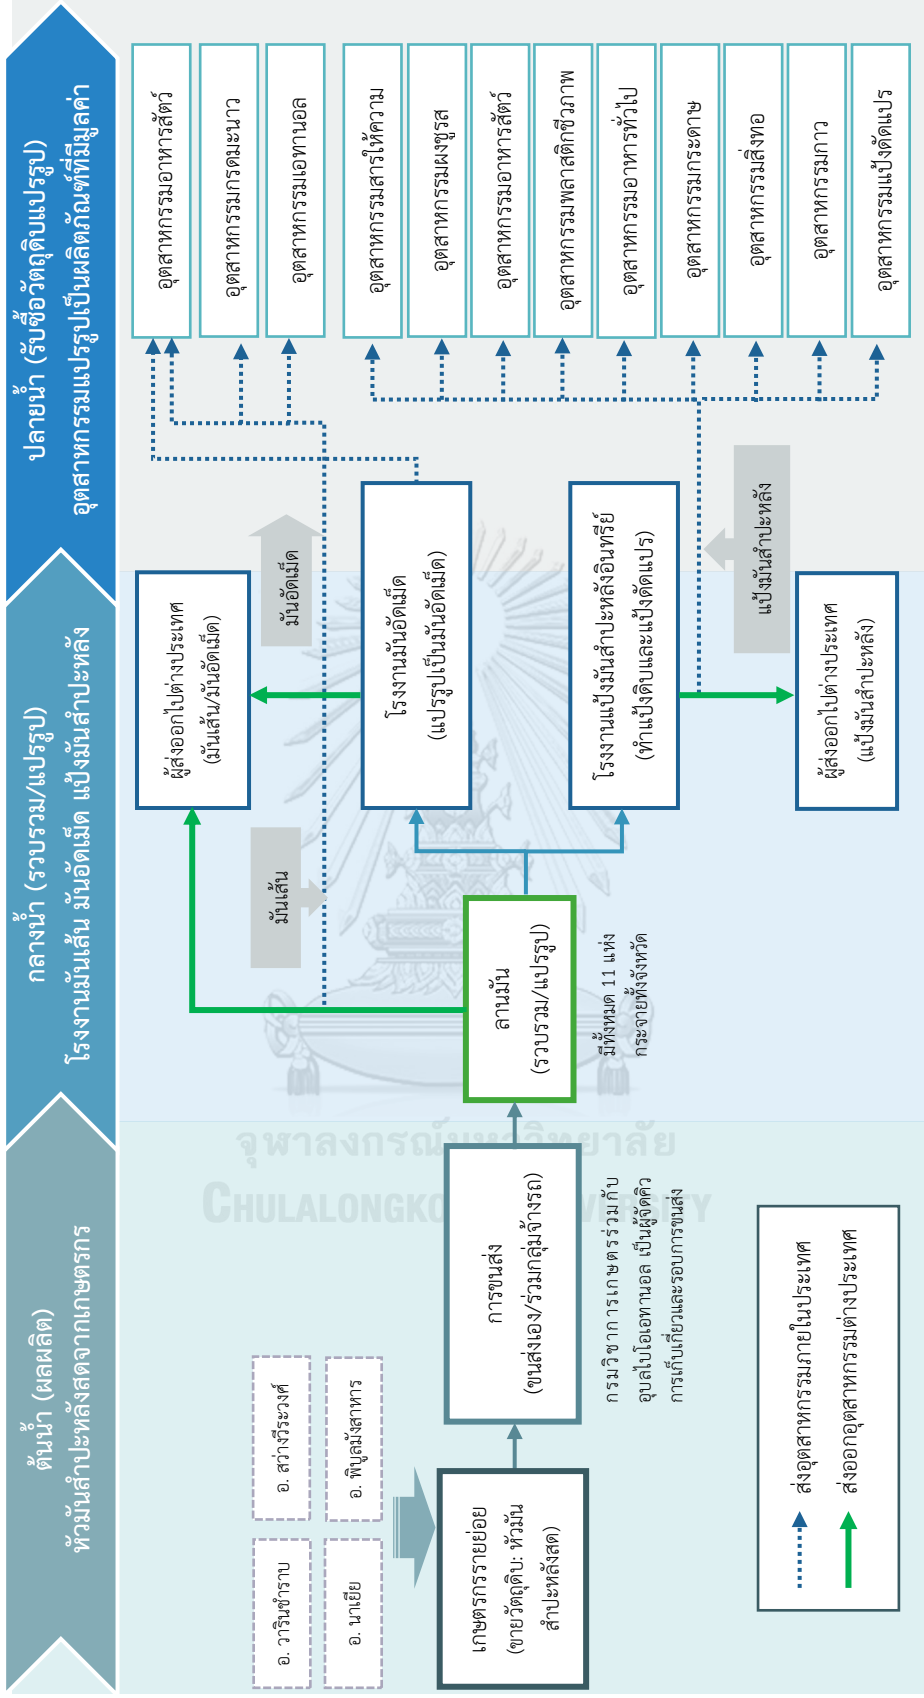 ต้นน้ำ (ผลผลิต)
หัวมันสำปะหลังสดจากเกษตรกร
กลางน้ำ (รวบรวม/แปรรูป)
โรงงานมันเส้น มันอัดเม็ด แป้งมันสำปะหลัง
ปลายน้ำ (รับซื้อวัตถุดิบแปรรูป)
อุตสาหกรรมแปรรูปเป็นผลิตภัณฑ์ที่มีมูลค่า
อ. วารินชำราบ
อ. สว่างวีระวงศ์
อ. นาเยีย
อ. พิบูลมังสาหาร
เกษตรกรรายย่อย
(ขายวัตถุดิบ: หัวมัน
สำปะหลังสด)
การขนส่ง
(ขนส่งเอง/ร่วมกลุ่มจ้างรถ)
กรมวิชาการเกษตรร่วมกับ
อุบลไบโอเอทานอล เป็นผู้จัดคิว
การเก็บเกี่ยวและรอบการขนส่ง
ลานมัน
(รวบรวม/แปรรูป)
มีทั้งหมด 11 แห่ง
กระจายทั้งจังหวัด
มันเส้น
ผู้ส่งออกไปต่างประเทศ
(มันเส้น/มันอัดเม็ด)
มันอัดเม็ด
โรงงานมันอัดเม็ด
(แปรรูปเป็นมันอัดเม็ด)
โรงงานแป้งมันสำปะหลังอินทรีย์
(ทำแป้งดิบและแป้งดัดแปร)
แป้งมันสำปะหลัง
ผู้ส่งออกไปต่างประเทศ
(แป้งมันสำปะหลัง)
อุตสาหกรรมอาหารสัตว์
อุตสาหกรรมกรดมะนาว
อุตสาหกรรมเอทานอล
อุตสาหกรรมสารให้ความ
อุตสาหกรรมผงชูรส
อุตสาหกรรมอาหารสัตว์
อุตสาหกรรมพลาสติกชีวภาพ
อุตสาหกรรมอาหารทั่วไป
อุตสาหกรรมกระดาษ
อุตสาหกรรมสิ่งทอ
อุตสาหกรรมกาว
อุตสาหกรรมแป้งดัดแปร
ส่งอุตสาหกรรมภายในประเทศ
ส่งออกอุตสาหกรรมต่างประเทศ
จุฬาลงกรณ์มหาวิทยาลัย